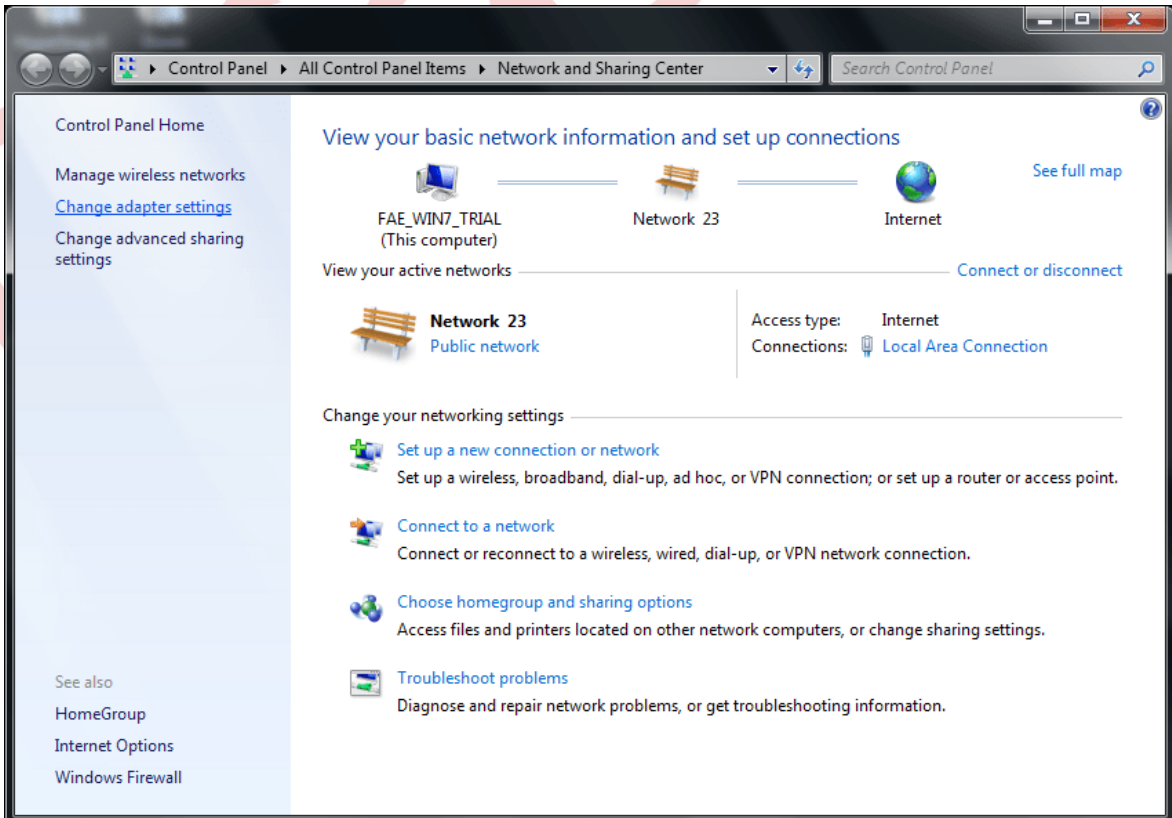 Control Panel ▸ All Control Panel Items ▸ Network and Sharing Center
Search Control Panel
Control Panel Home
Manage wireless networks
Change adapter settings
Change advanced sharing
settings
See also
HomeGroup
Internet Options
Windows Firewall
View your basic network information and set up connections
See full map
FAE_WIN7_TRIAL
(This computer)
Network 23
Internet
View your active networks
Connect or disconnect
Network 23
Public network
Access type: Internet
Connections: Local Area Connection
Change your networking settings
Set up a new connection or network
Set up a wireless, broadband, dial-up, ad hoc, or VPN connection; or set up a router or access point.
Connect to a network
Connect or reconnect to a wireless, wired, dial-up, or VPN network connection.
Choose homegroup and sharing options
Access files and printers located on other network computers, or change sharing settings.
Troubleshoot problems
Diagnose and repair network problems, or get troubleshooting information.